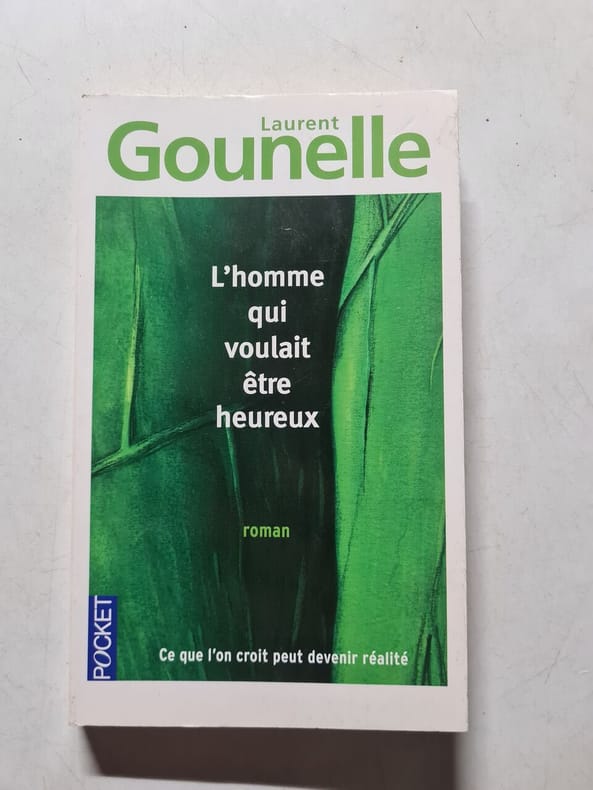 Laurent
Gounelle
L'homme
qui
voulait
être
heureux
roman
Ce que l'on croit peut devenir réalité
POCKET